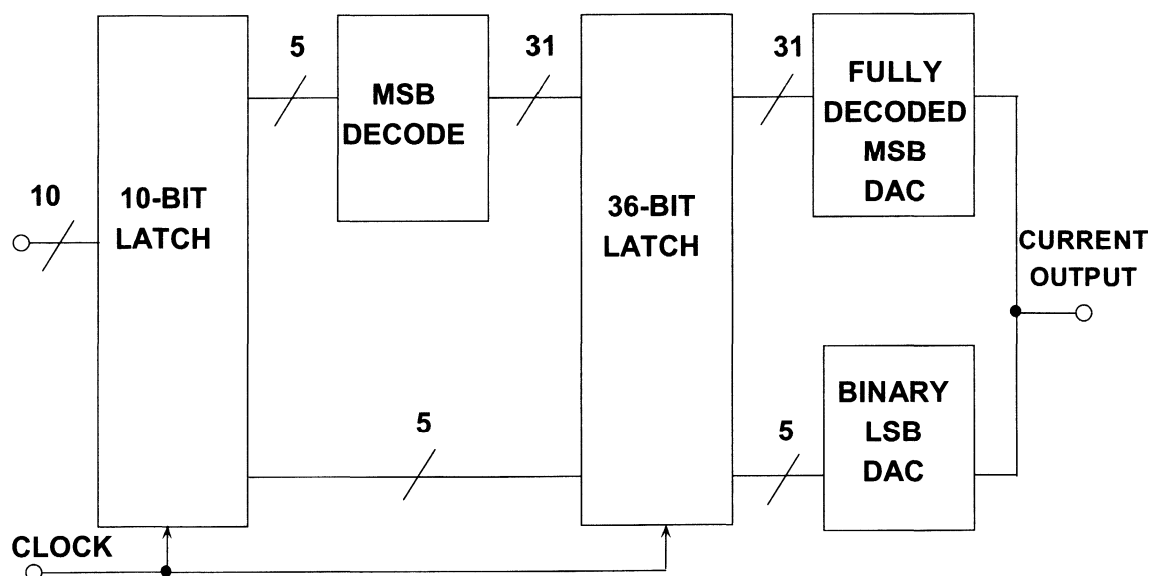 5
MSB
DECODE
31
31
FULLY
DECODED
MSB
DAC
10
10-BIT
LATCH
36-BIT
LATCH
CURRENT
OUTPUT
5
5
BINARY
LSB
DAC
CLOCK